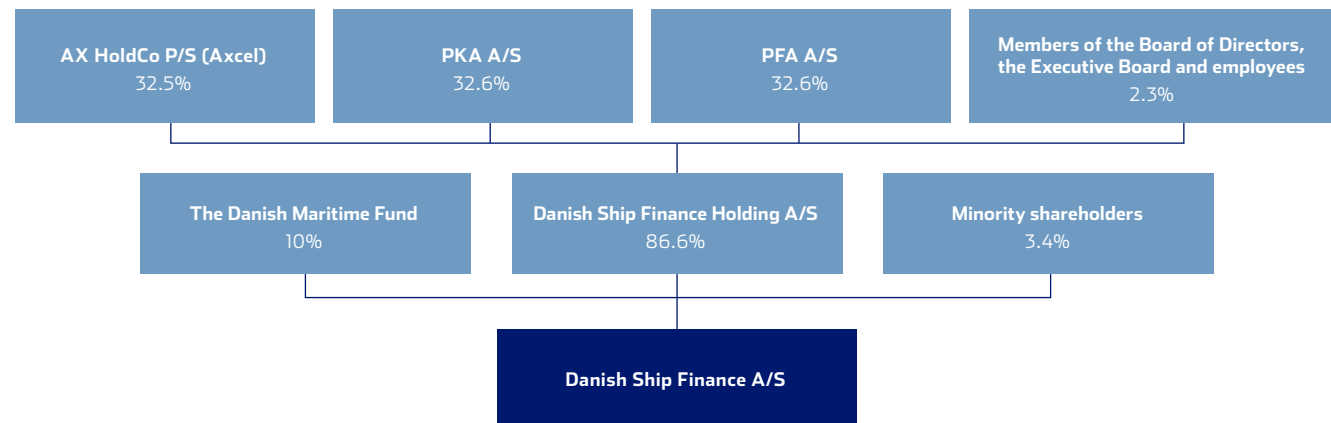 AX HoldCo P/S (Axcel)
32.5%
PKA A/S
32.6%
PFA A/S
32.6%
Members of the Board of Directors,
the Executive Board and employees
2.3%
The Danish Maritime Fund
10%
Danish Ship Finance Holding A/S
86.6%
Minority shareholders
3.4%
Danish Ship Finance A/S